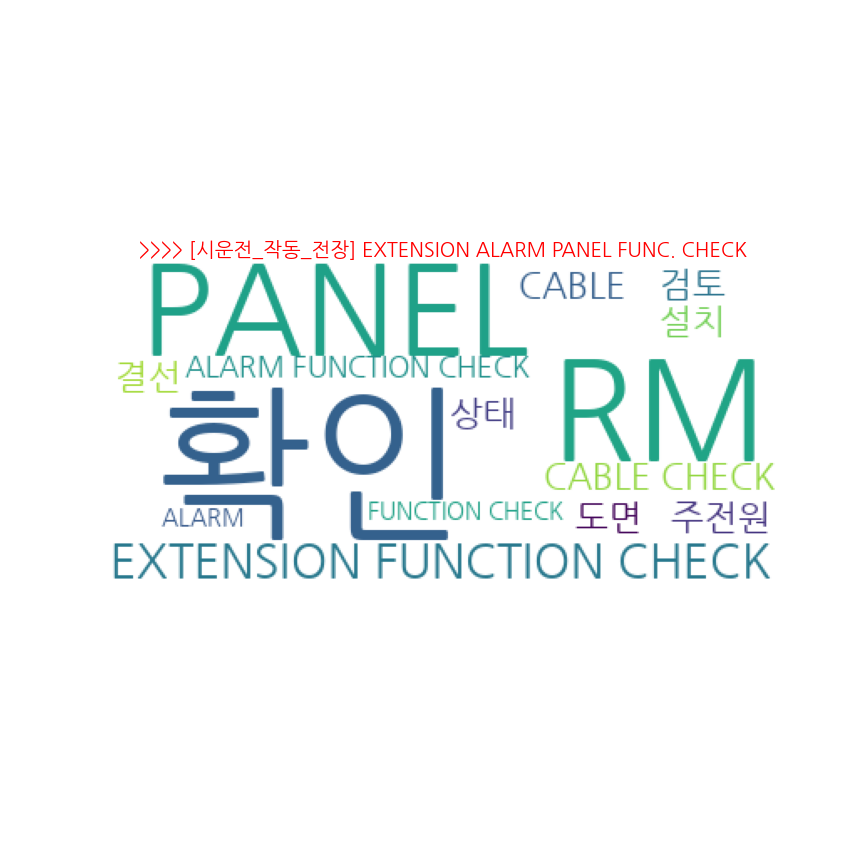 >>>> [시운전_작동_전장] EXTENSION ALARM PANEL FUNC. CHECK
PANEL
CABLE
검토
설치
결선
ALARM FUNCTION CHECK
RM
확인
상태
CABLE CHECK
ALARM
FUNCTION CHECK
도면
주전원
EXTENSION FUNCTION CHECK